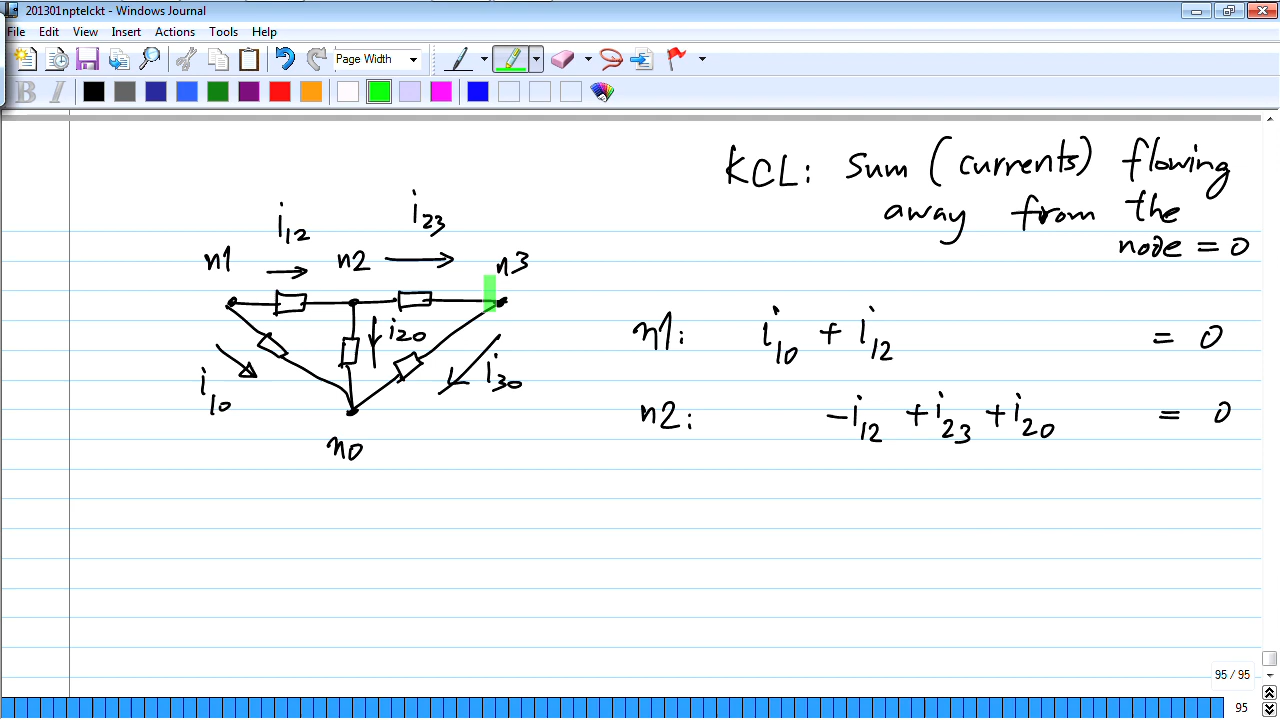 201301nptelckt - Windows Journal
File Edit View Insert Actions Tools Help
Page Width
B I
KCL: Sum (currents) flowing
away from the
node = 0
i12
i23
n1
n2
n3
i20
i10
i30
n0
n1: i10 + i12 = 0
n2: -i12 + i23 + i20 = 0
95 / 95
95